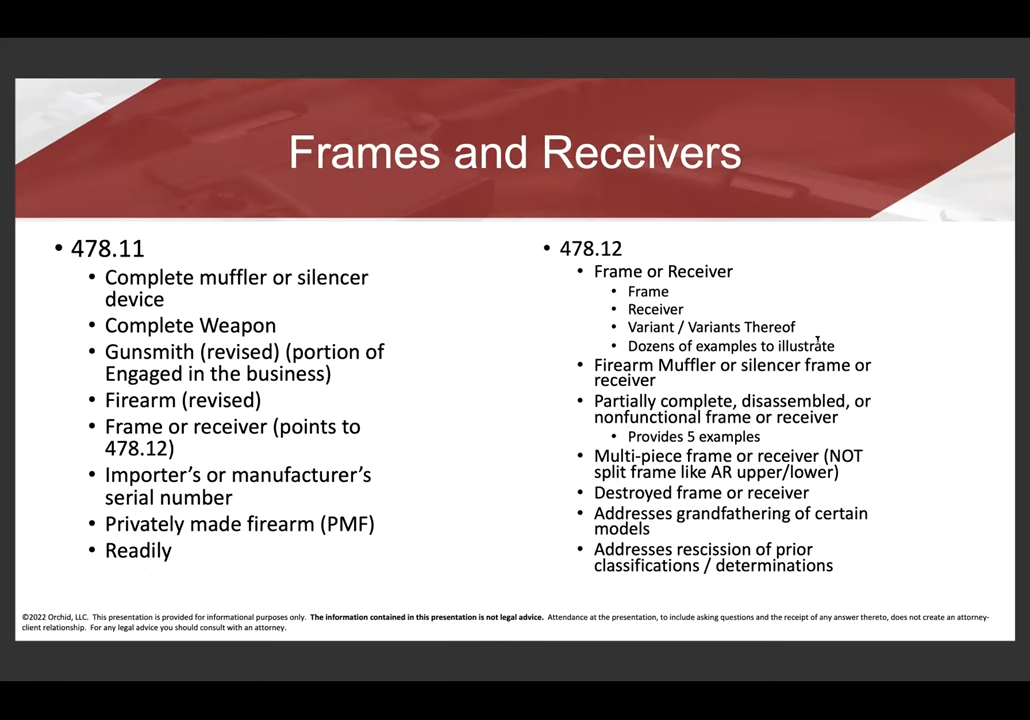 Frames and Receivers
• 478.11
• Complete muffler or silencer
device
• Complete Weapon
• Gunsmith (revised) (portion of
Engaged in the business)
• Firearm (revised)
• Frame or receiver (points to
478.12)
• Importer’s or manufacturer’s
serial number
• Privately made firearm (PMF)
• Readily
• 478.12
• Frame or Receiver
• Frame
• Receiver
• Variant / Variants Thereof
• Dozens of examples to illustrate
• Firearm Muffler or silencer frame or
receiver
• Partially complete, disassembled, or
nonfunctional frame or receiver
• Provides 5 examples
• Multi-piece frame or receiver (NOT
split frame like AR upper/lower)
• Destroyed frame or receiver
• Addresses grandfathering of certain
models
• Addresses rescission of prior
classifications / determinations
©2022 Orchid, LLC. This presentation is provided for informational purposes only. The information contained in this presentation is not legal advice. Attendance at the presentation, to include asking questions and the receipt of any answer thereto, does not create an attorney-
client relationship. For any legal advice you should consult with an attorney.